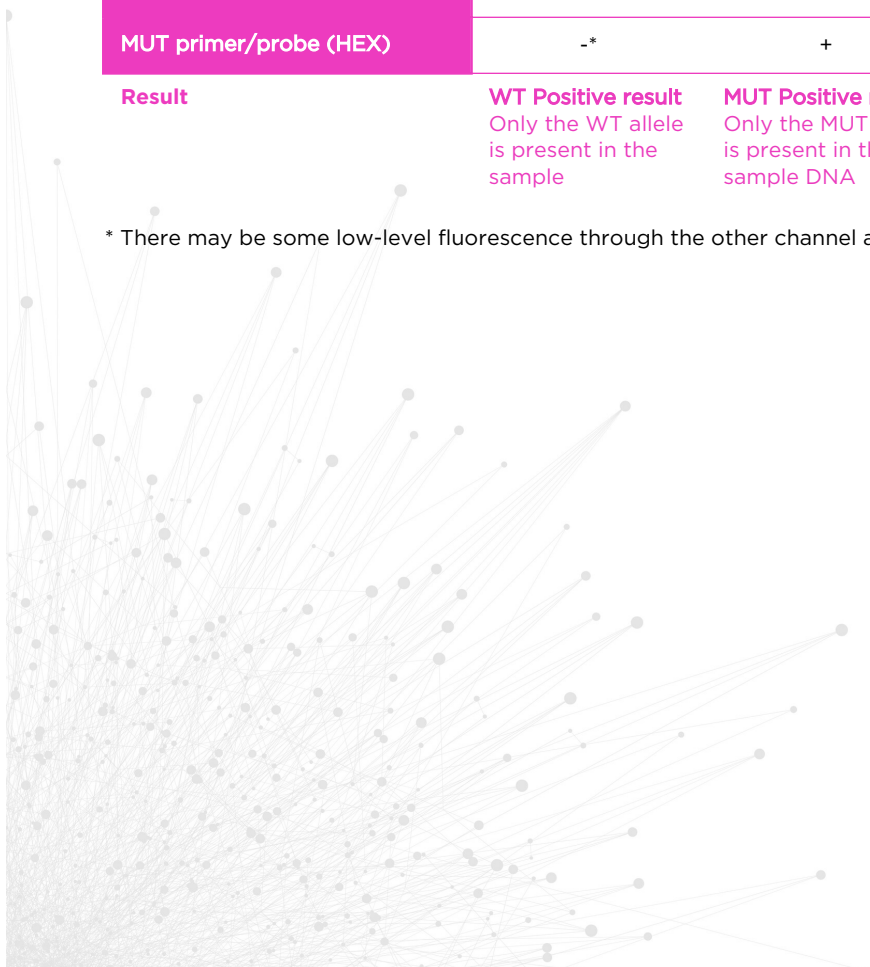 MUT primer/probe (HEX) -* +
Result WT Positive result MUT Positive
Only the WT allele Only the MUT
is present in the is present in
sample sample DNA
* There may be some low-level fluorescence through the other channel